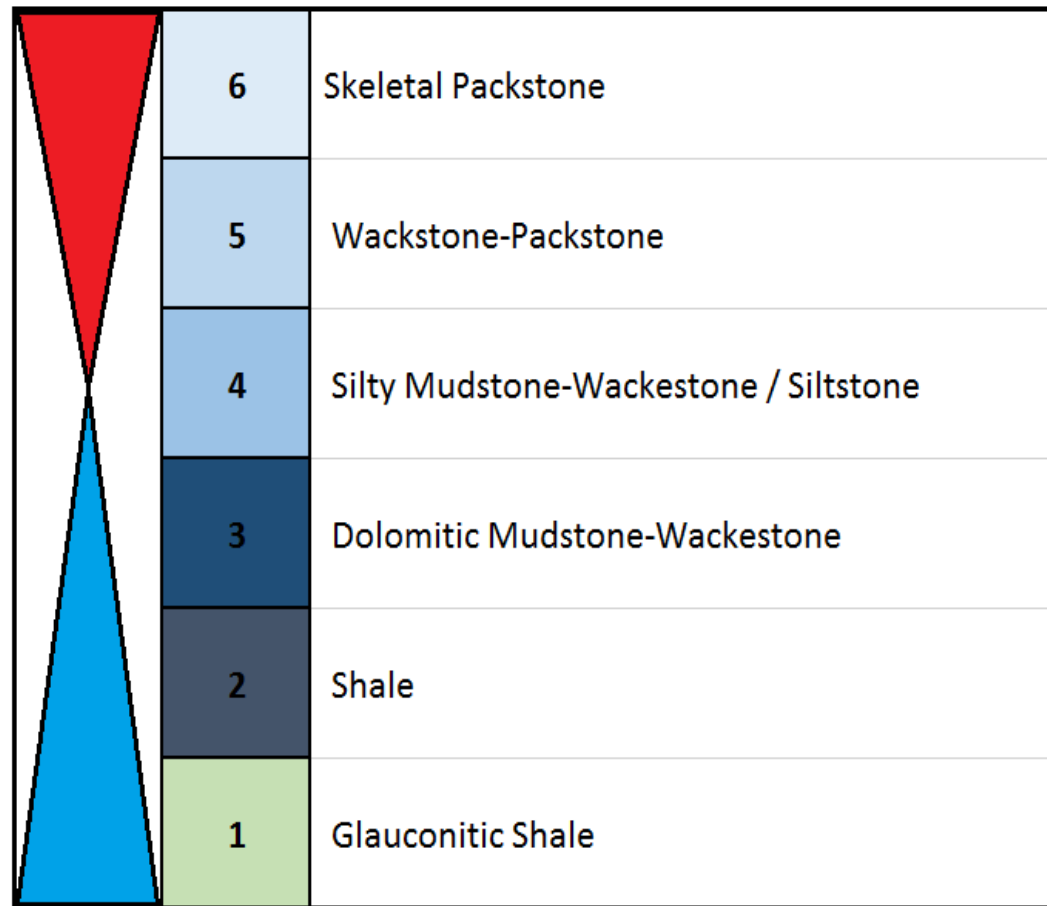 6 Skeletal Packstone
5 Wackstone-Packstone
4 Silty Mudstone-Wackestone / Siltstone
3 Dolomitic Mudstone-Wackestone
2 Shale
1 Glauconitic Shale